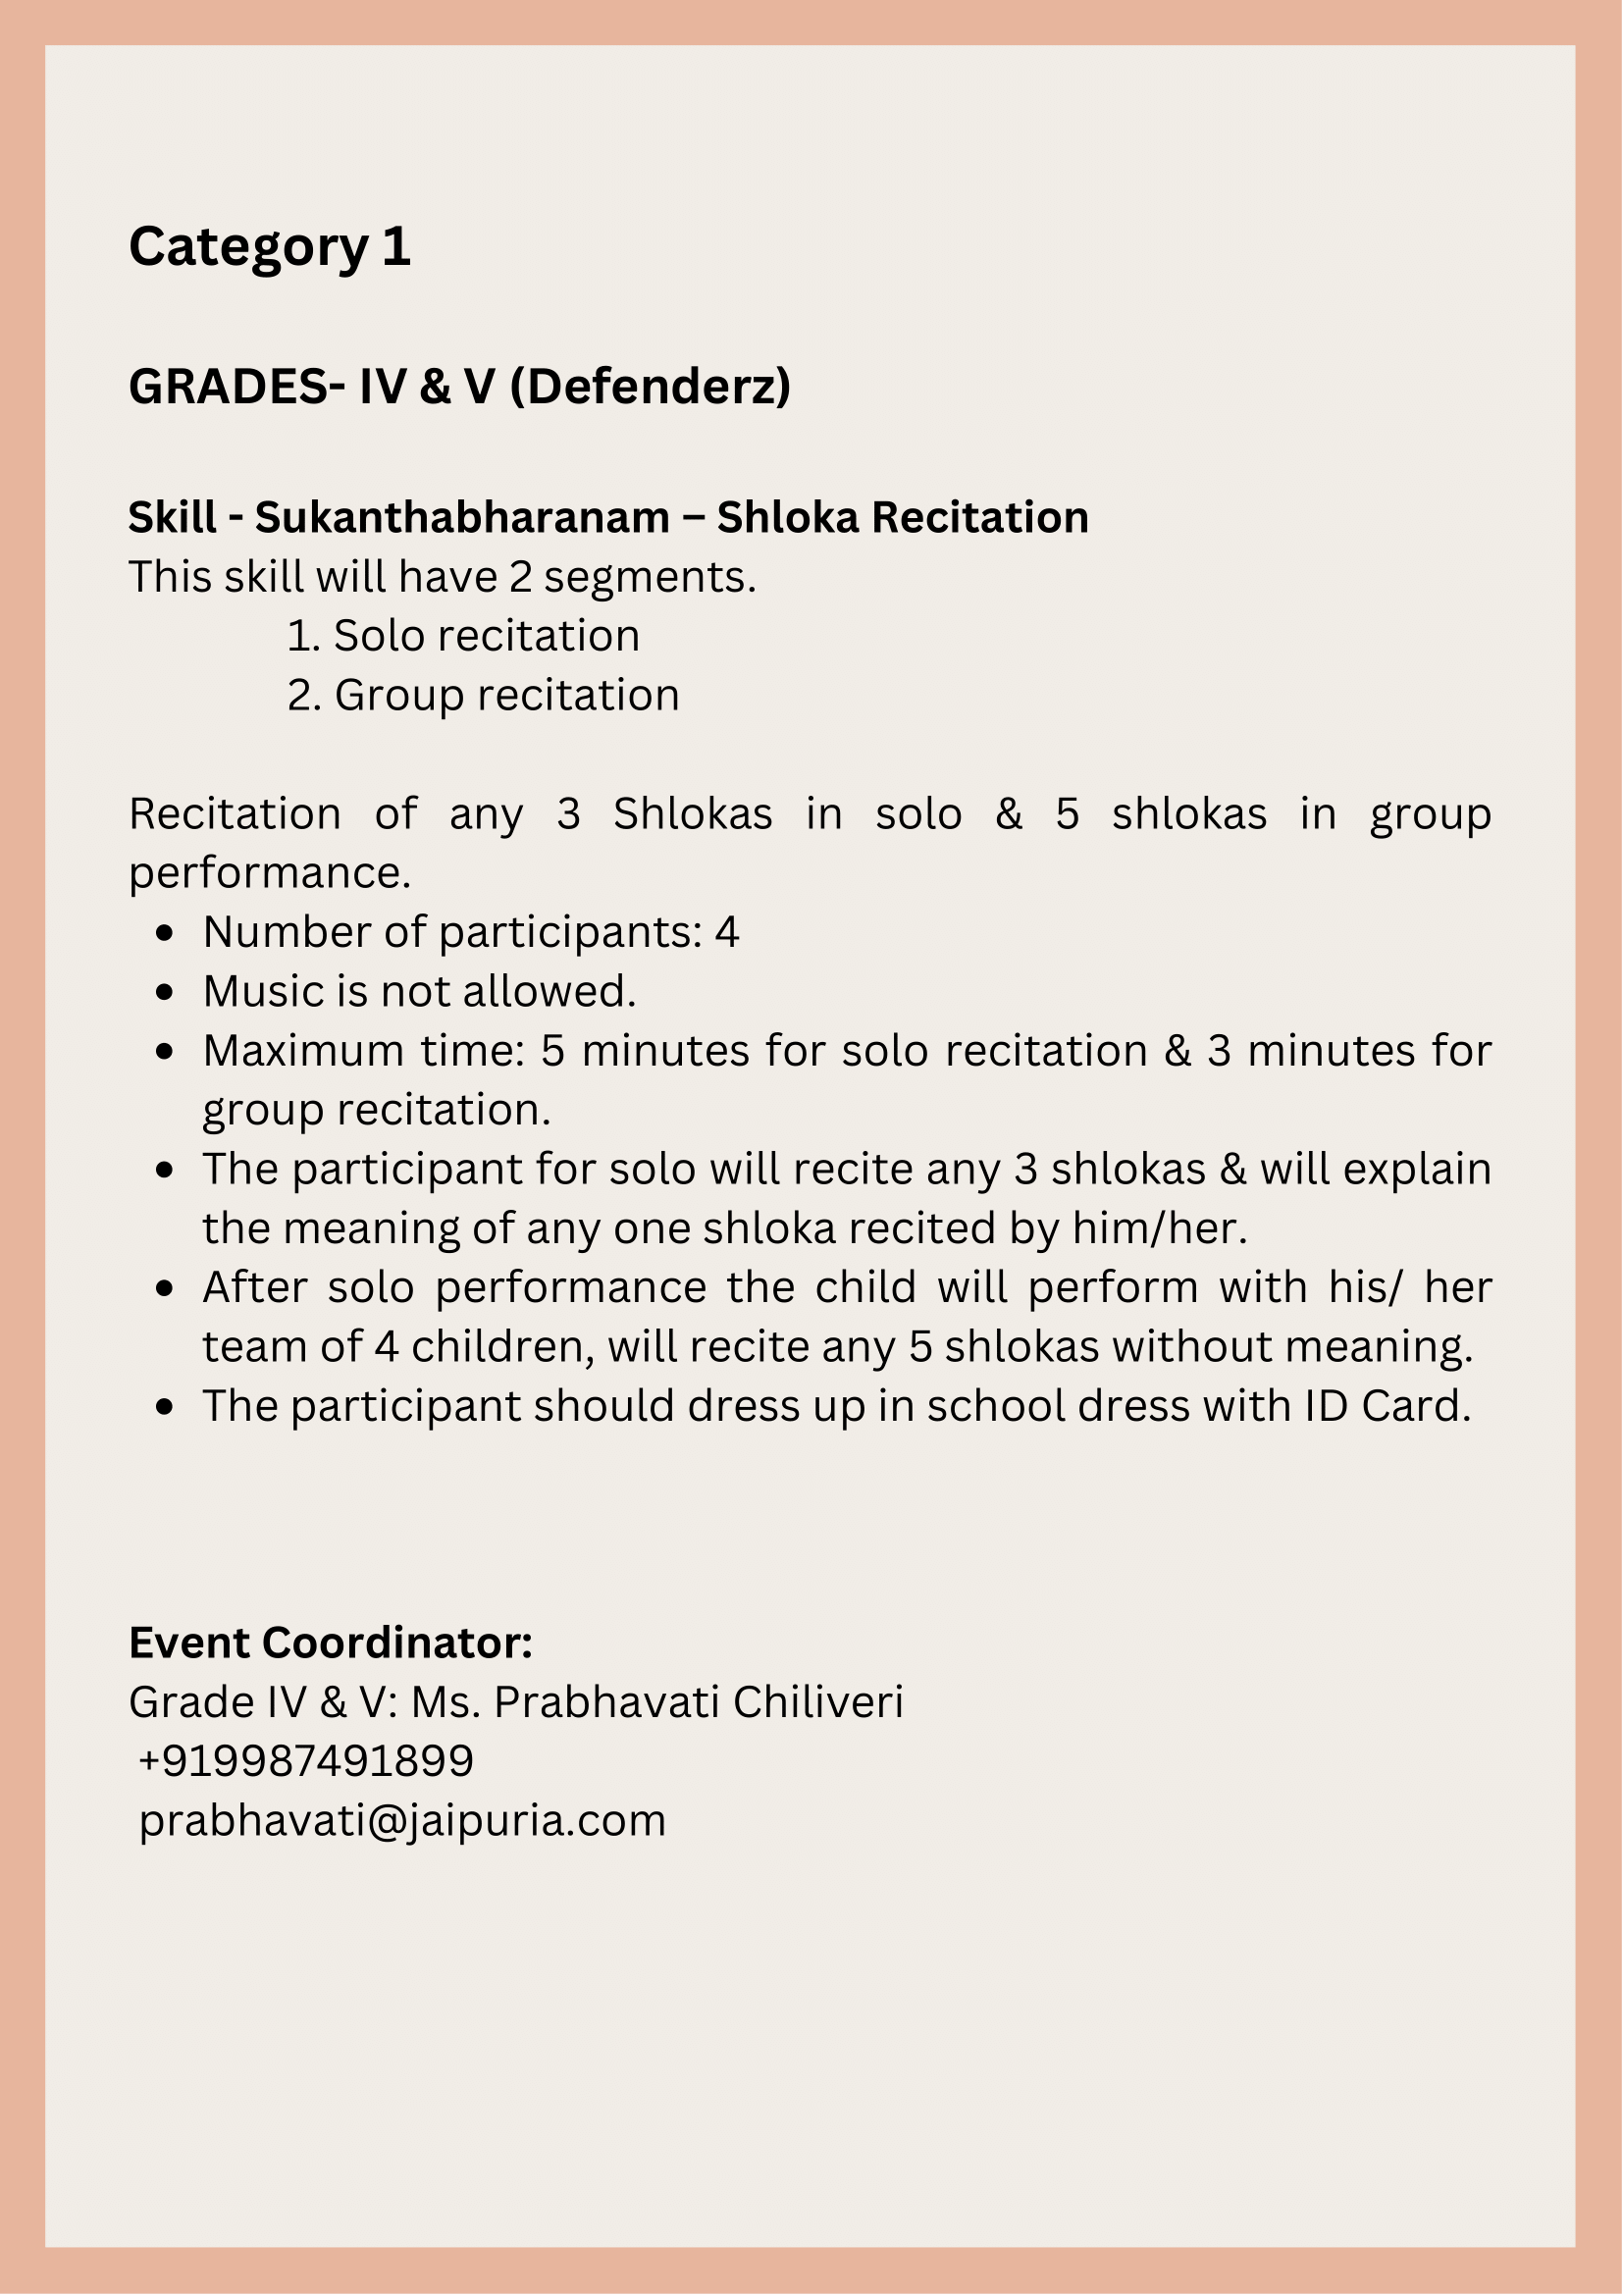 Category 1
GRADES- IV & V (Defenderz)
Skill - Sukanthabharanam – Shloka Recitation
This skill will have 2 segments.
1. Solo recitation
2. Group recitation
Recitation of any 3 Shlokas in solo & 5 shlokas in group
performance.
• Number of participants: 4
• Music is not allowed.
• Maximum time: 5 minutes for solo recitation & 3 minutes for
group recitation.
• The participant for solo will recite any 3 shlokas & will explain
the meaning of any one shloka recited by him/her.
• After solo performance the child will perform with his/ her
team of 4 children, will recite any 5 shlokas without meaning.
• The participant should dress up in school dress with ID Card.
Event Coordinator:
Grade IV & V: Ms. Prabhavati Chiliveri
+919987491899
prabhavati@jaipuria.com